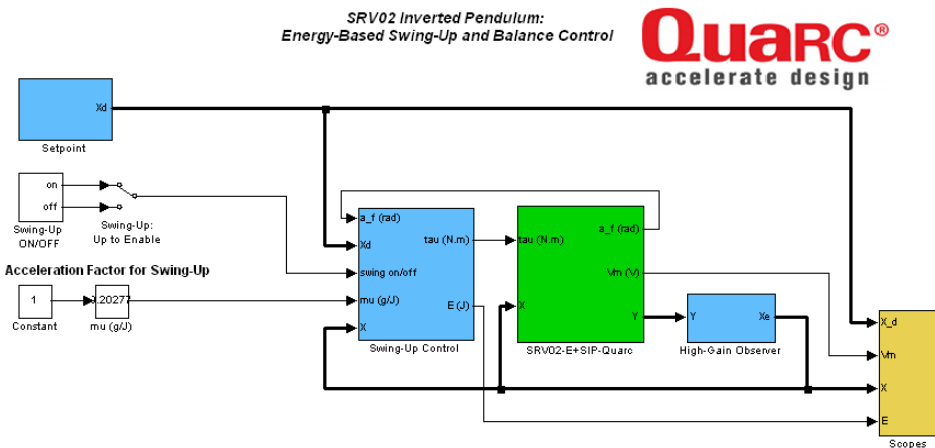 SRV02 Inverted Pendulum:
Energy-Based Swing-Up and Balance Control
QUARC®
accelerate design
Xd
Setpoint
on
off
Swing-Up
ON/OFF
Swing-Up:
Up to Enable
Acceleration Factor for Swing-Up
1
Constant
mu (g/J)
a_f (rad)
Xd
swing on/off
mu (g/J)
X
tau (N.m)
E (J)
Swing-Up Control
tau (N.m)
X
a_f (rad)
Vm (V)
Y
SRV02-E+SIP-Quarc
Y
Xe
High-Gain Observer
X_d
Vm
X
E
Scopes